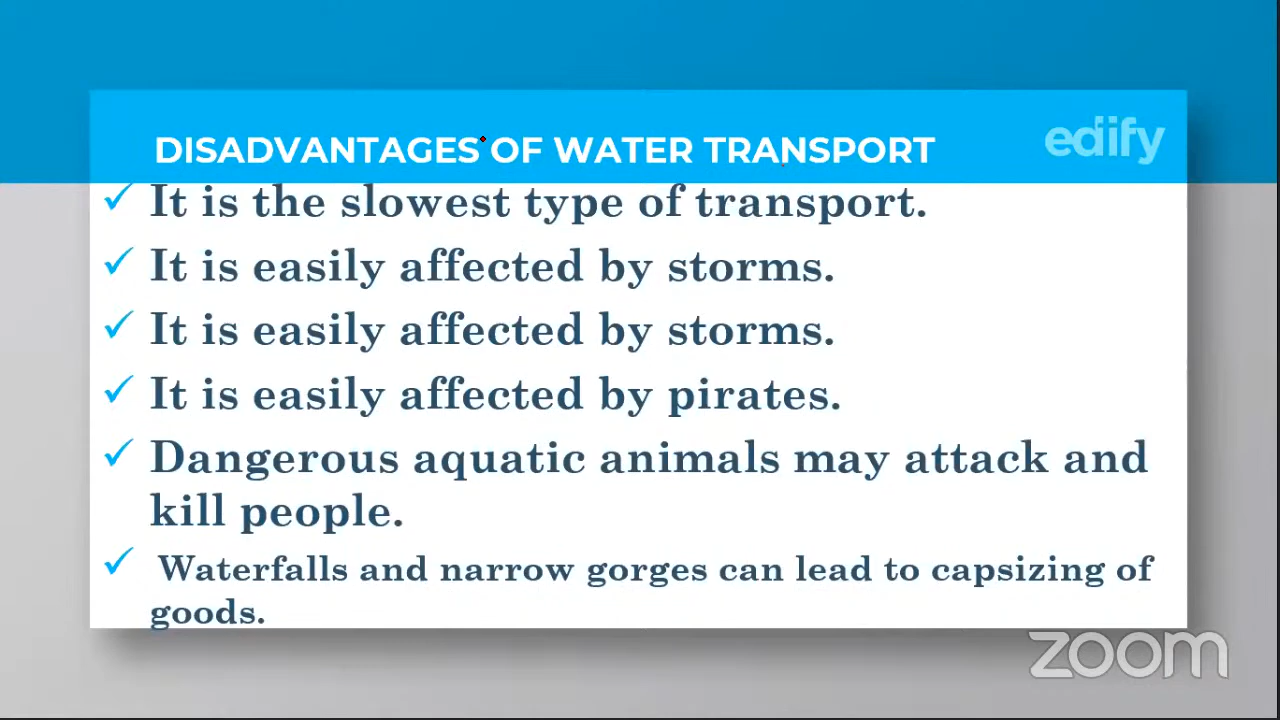 edify
DISADVANTAGES OF WATER TRANSPORT
It is the slowest type of transport.
It is easily affected by storms.
It is easily affected by storms.
It is easily affected by pirates.
Dangerous aquatic animals may attack and
kill people.
Waterfalls and narrow gorges can lead to capsizing of
goods.
zoom